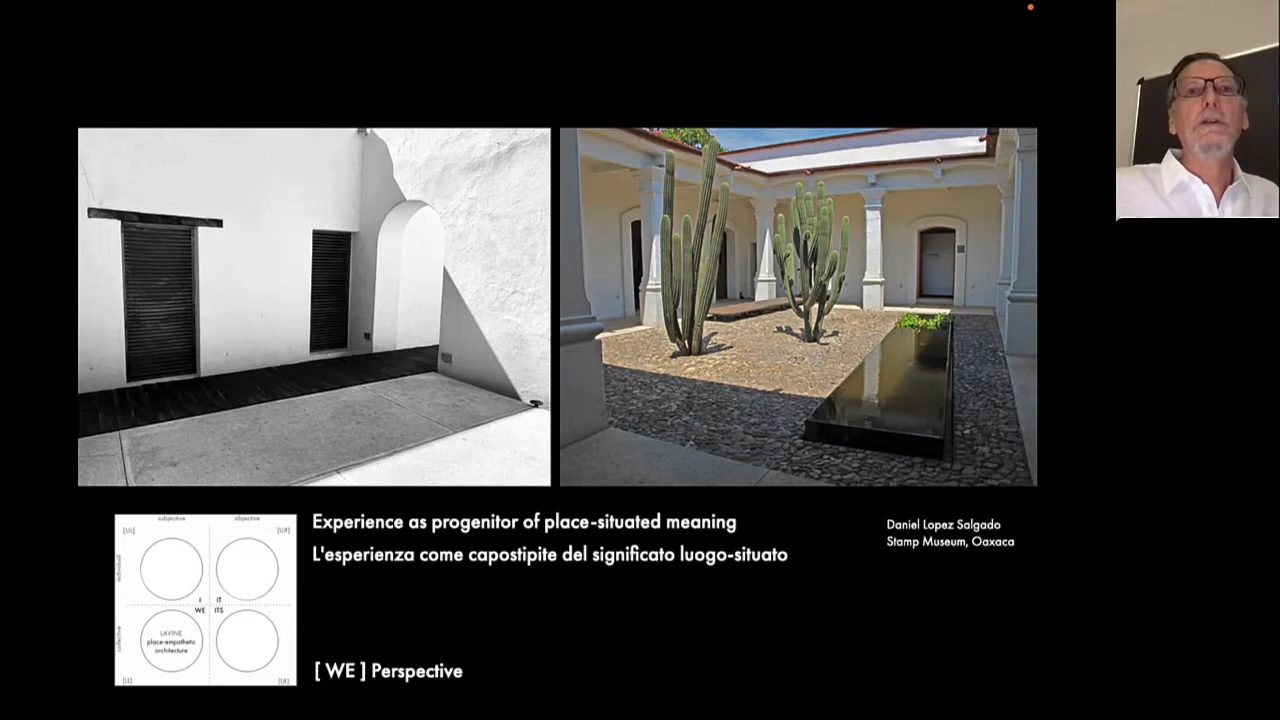 subjective objective
[UL] [UR]
individual
I IT
WE ITS
collective
LAVINE
place-empathetic
architecture
[LL] [LR]
Experience as progenitor of place-situated meaning
L'esperienza come capostipite del significato luogo-situato
[ WE ] Perspective
Daniel Lopez Salgado
Stamp Museum, Oaxaca